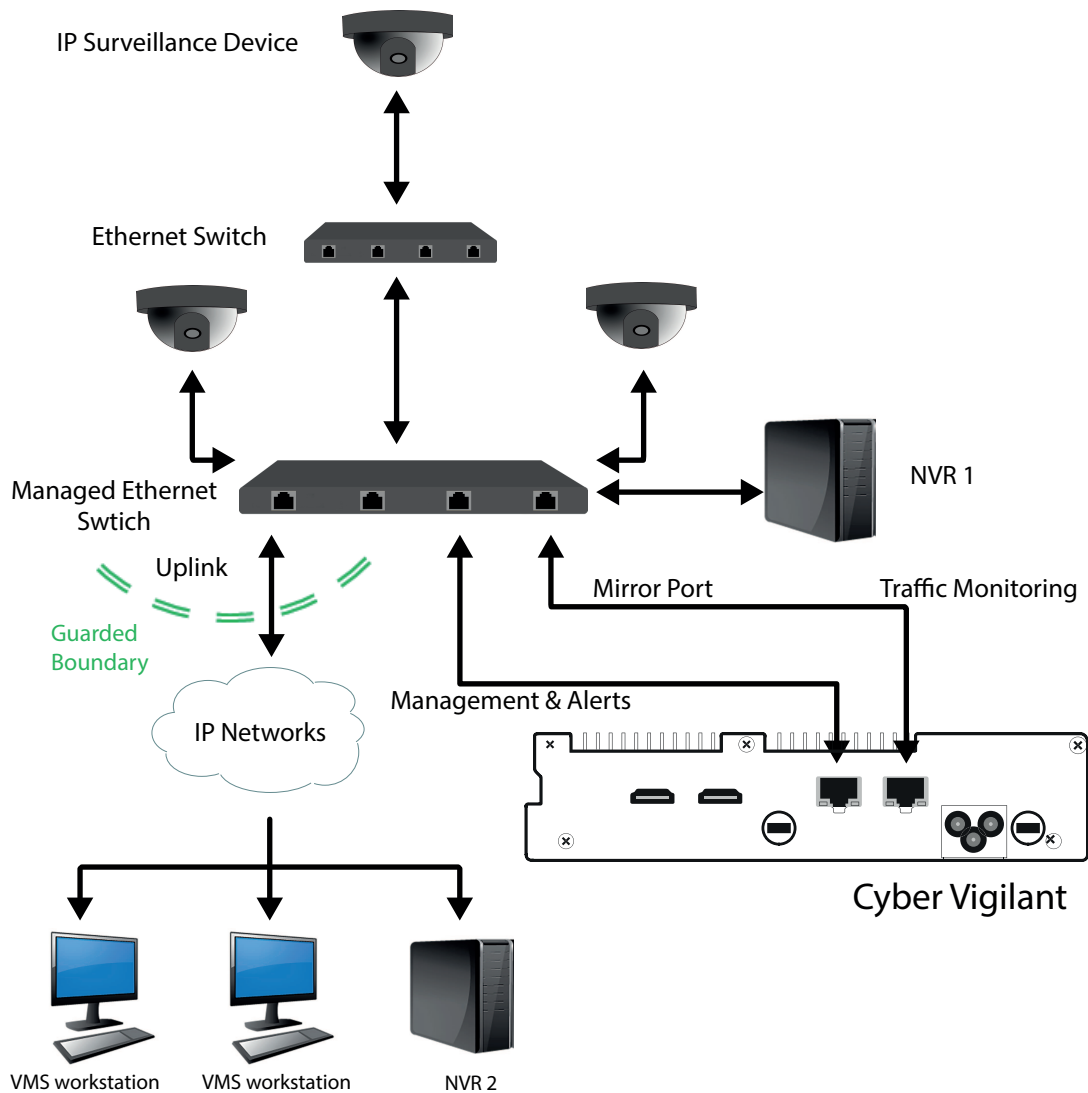 IP Surveillance Device
Ethernet Switch
NVR 1
Managed Ethernet
Swtich
Uplink
Mirror Port
Traffic Monitoring
Guarded
Boundary
Management & Alerts
IP Networks
Cyber Vigilant
VMS workstation
VMS workstation
NVR 2